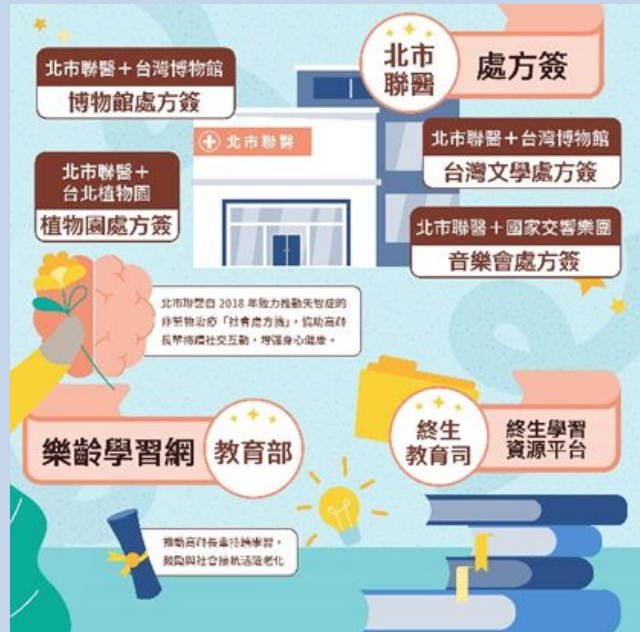 北市
聯醫
處方簽
北市聯醫＋台灣博物館
博物館處方簽
北市聯醫
北市聯醫＋台灣博物館
台灣文學處方簽
北市聯醫＋
台北植物園
植物園處方簽
北市聯醫＋國家交響樂團
音樂會處方簽
北市聯醫自 2018 年致力推動失智症的
非藥物治療「社會處方箋」，協助高齡
長輩持續社交互動，增強身心健康。
樂齡學習網
教育部
終生
教育司
終生學習
資源平台
推動高齡長輩持續學習，
鼓勵與社會接軌活躍老化